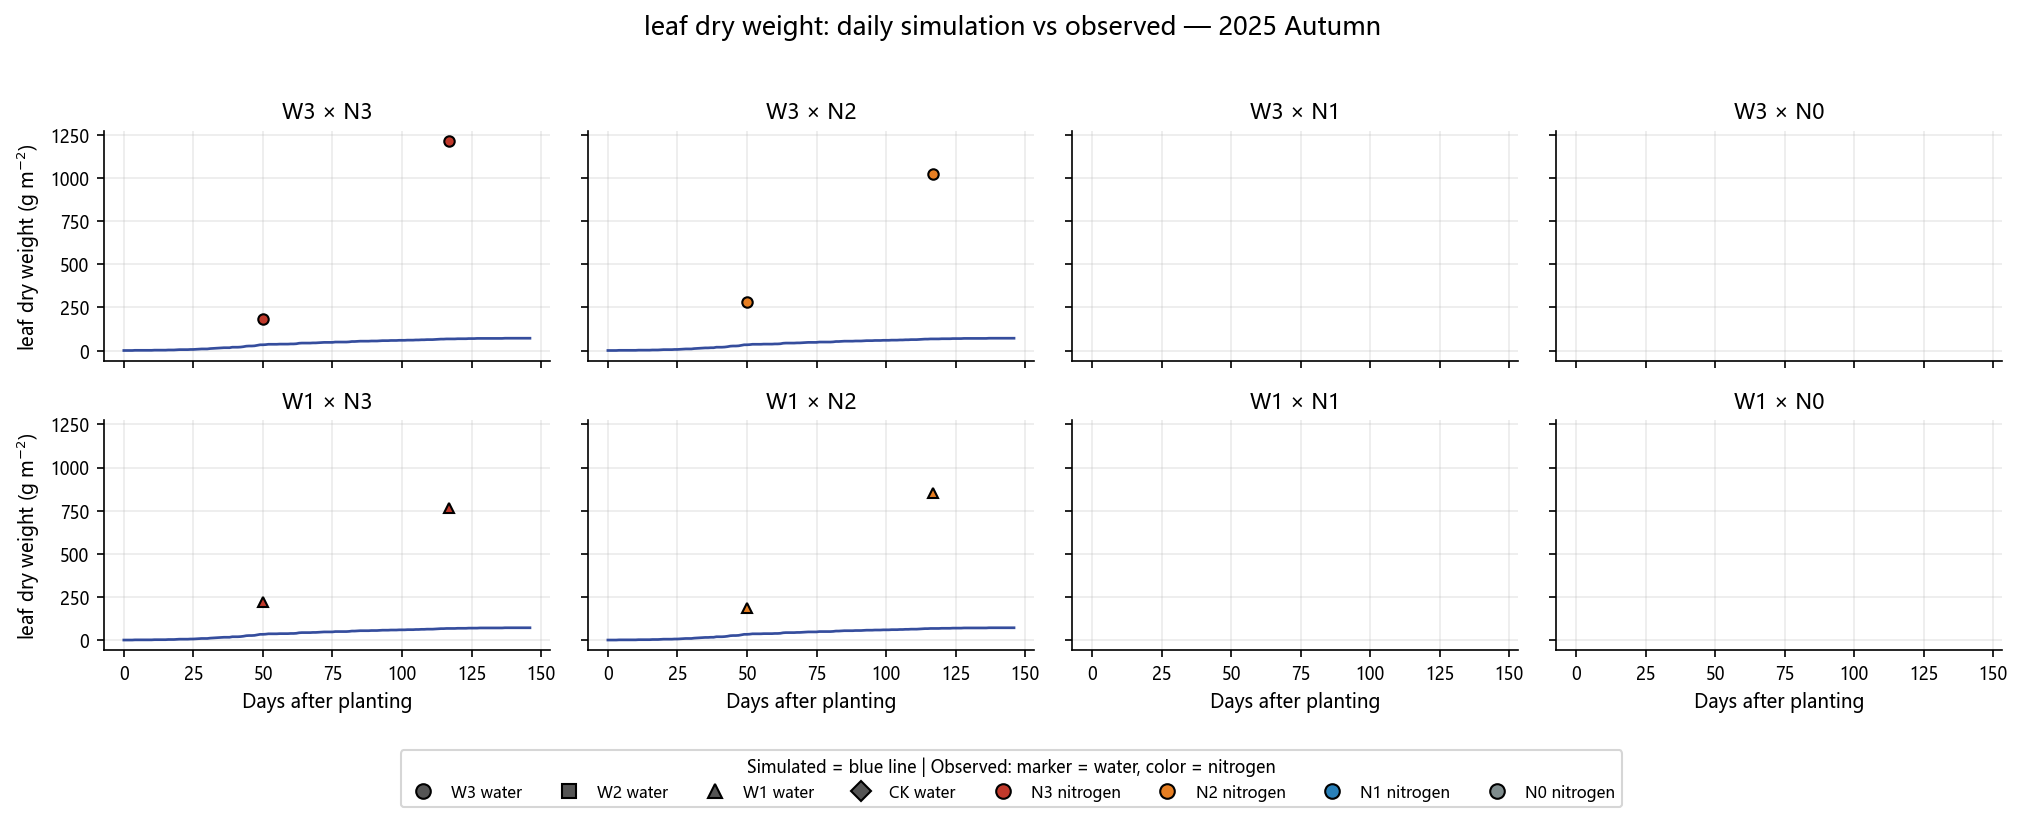 leaf dry weight: daily simulation vs observed — 2025 Autumn
W3 × N3
W3 × N2
W3 × N1
W3 × N0
leaf dry weight (g m⁻²)
1250
1000
750
500
250
0
W1 × N3
W1 × N2
W1 × N1
W1 × N0
leaf dry weight (g m⁻²)
1250
1000
750
500
250
0
0 25 50 75 100 125 150
0 25 50 75 100 125 150
0 25 50 75 100 125 150
0 25 50 75 100 125 150
Days after planting
Days after planting
Days after planting
Days after planting
Simulated = blue line | Observed: marker = water, color = nitrogen
W3 water W2 water W1 water CK water N3 nitrogen N2 nitrogen N1 nitrogen N0 nitrogen